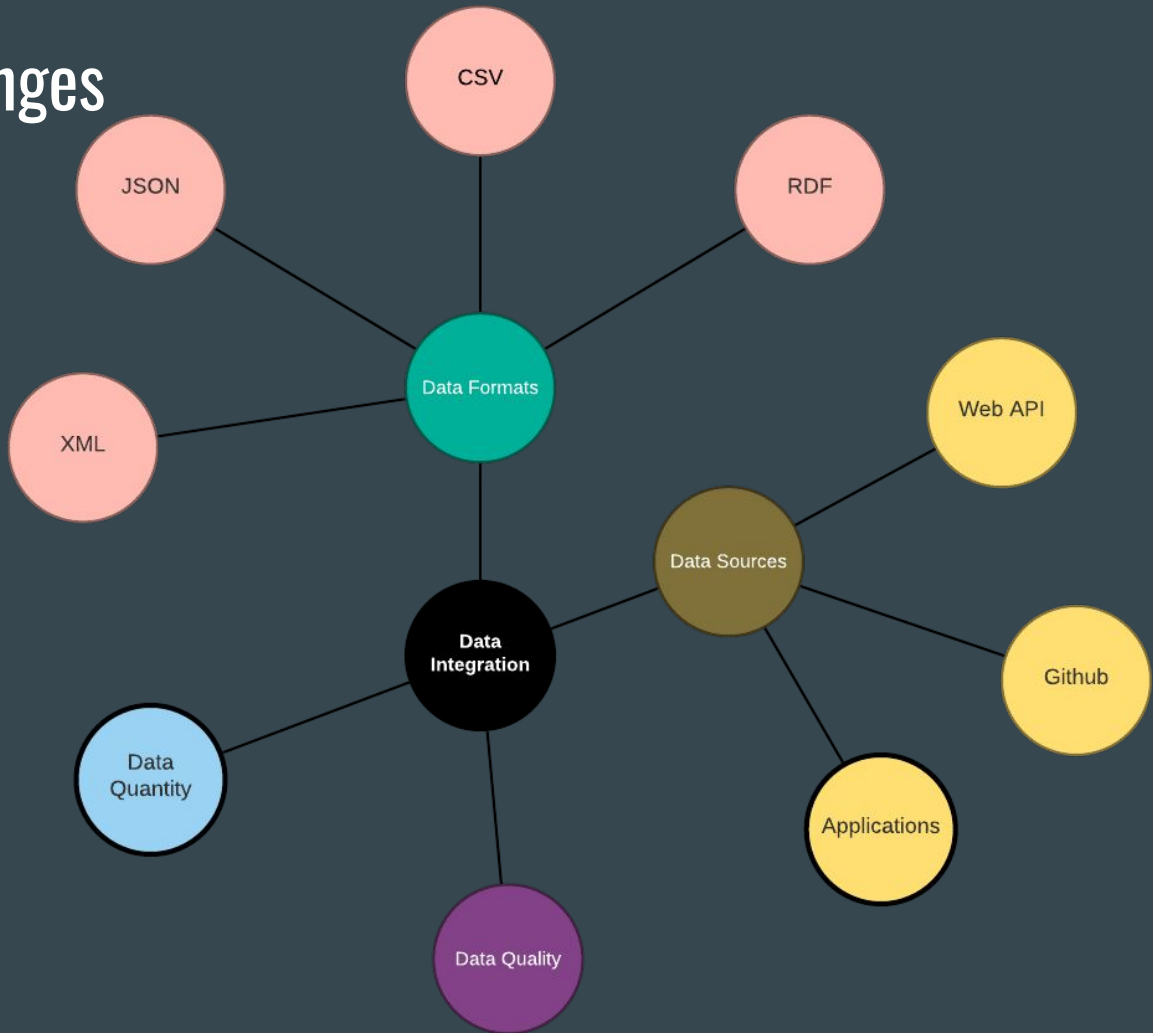 nges
CSV
JSON
RDF
Data Formats
Web API
XML
Data Sources
Data
Integration
Github
Data
Quantity
Applications
Data Quality